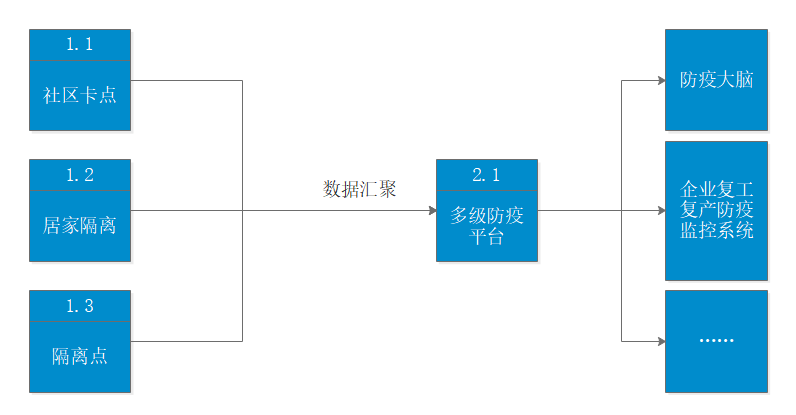 1.1
社区卡点
1.2
居家隔离
1.3
隔离点
数据汇聚
2.1
多级防疫
平台
防疫大脑
企业复工
复产防疫
监控系统
······